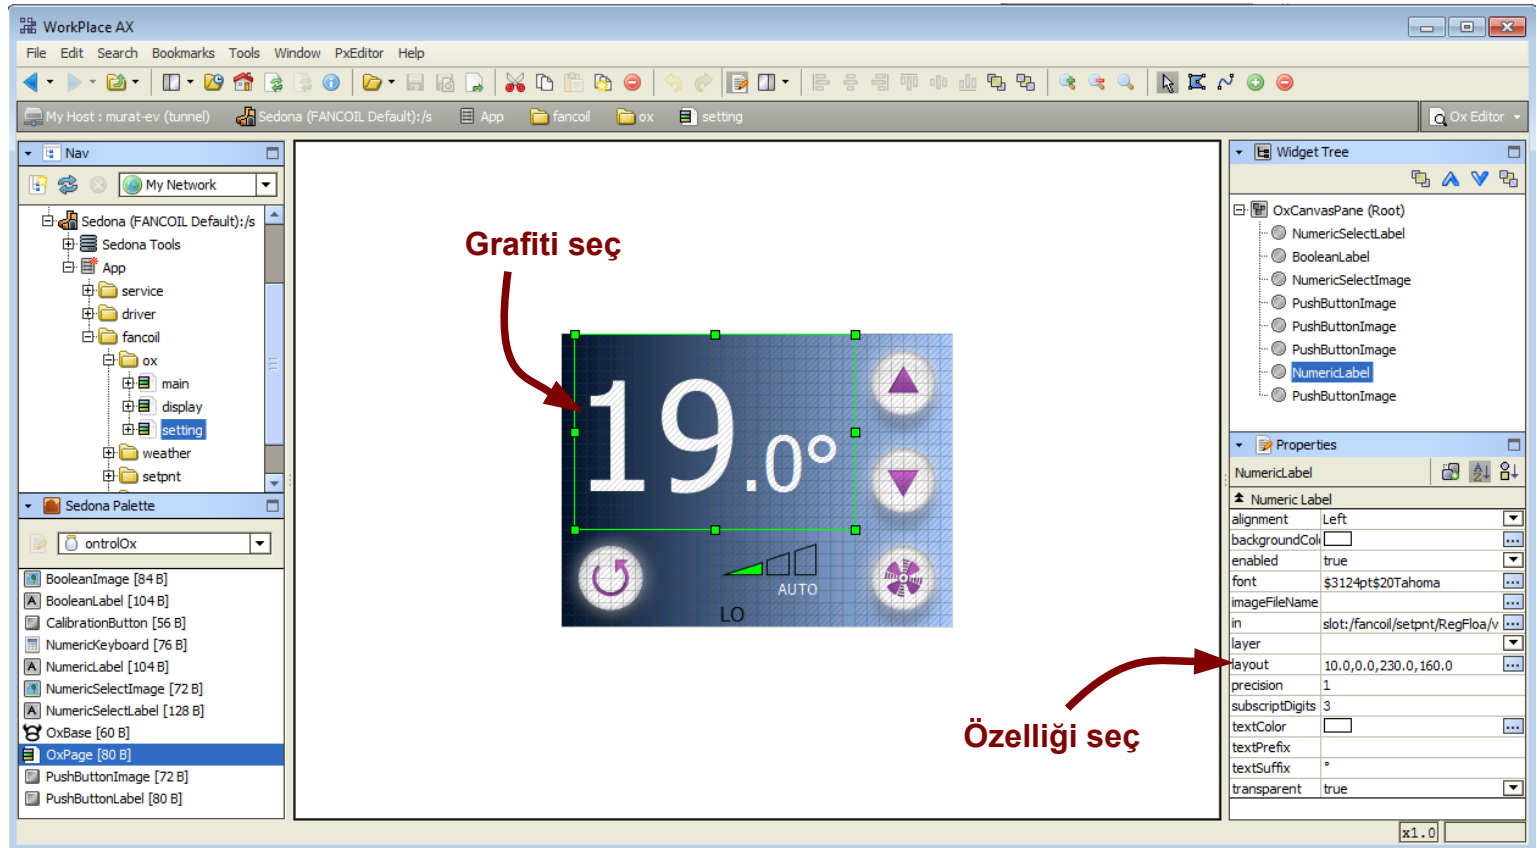 WorkPlace AX
File Edit Search Bookmarks Tools Window PxEditor Help
My Host : murat-ev (tunnel) Sedona (FANCOIL Default):/s App fancoil ox setting Ox Editor
Nav
My Network
Sedona (FANCOIL Default):/s
Sedona Tools
App
service
driver
fancoil
ox
main
display
setting
weather
setpnt
Sedona Palette
ontrolOx
BooleanImage [84 B]
BooleanLabel [104 B]
CalibrationButton [56 B]
NumericKeyboard [76 B]
NumericLabel [104 B]
NumericSelectImage [72 B]
NumericSelectLabel [128 B]
OxBase [60 B]
OxPage [80 B]
PushButtonImage [72 B]
PushButtonLabel [80 B]
Grafiti seç
19.0°
AUTO
LO
Özelliği seç
Widget Tree
OxCanvasPane (Root)
NumericSelectLabel
BooleanLabel
NumericSelectImage
PushButtonImage
PushButtonImage
PushButtonImage
NumericLabel
PushButtonImage
Properties
NumericLabel
Numeric Label
alignment Left
backgroundCol
enabled true
font $3124pt$20Tahoma
imageFileName
in slot:/fancoil/setpnt/RegFloa/v
layer
layout 10.0,0.0,230.0,160.0
precision 1
subscriptDigits 3
textColor
textPrefix
textSuffix °
transparent true
x1.0